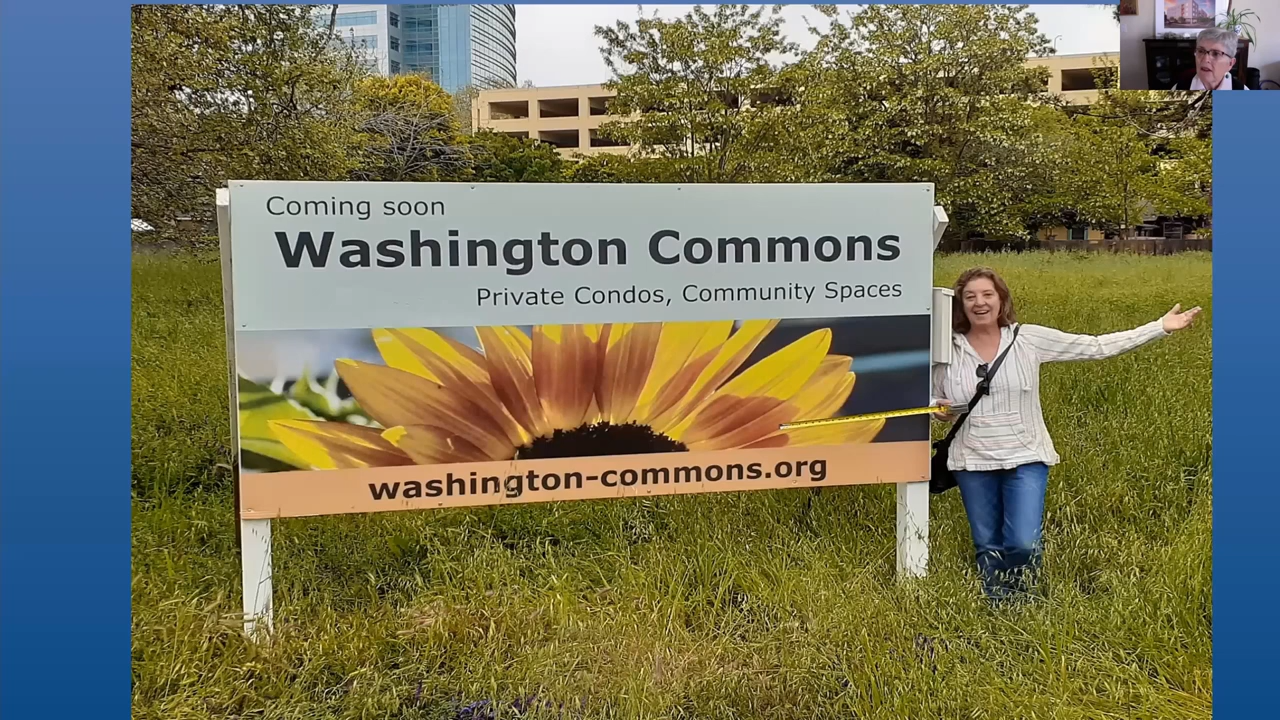 Coming soon
Washington Commons
Private Condos, Community Spaces
washington-commons.org